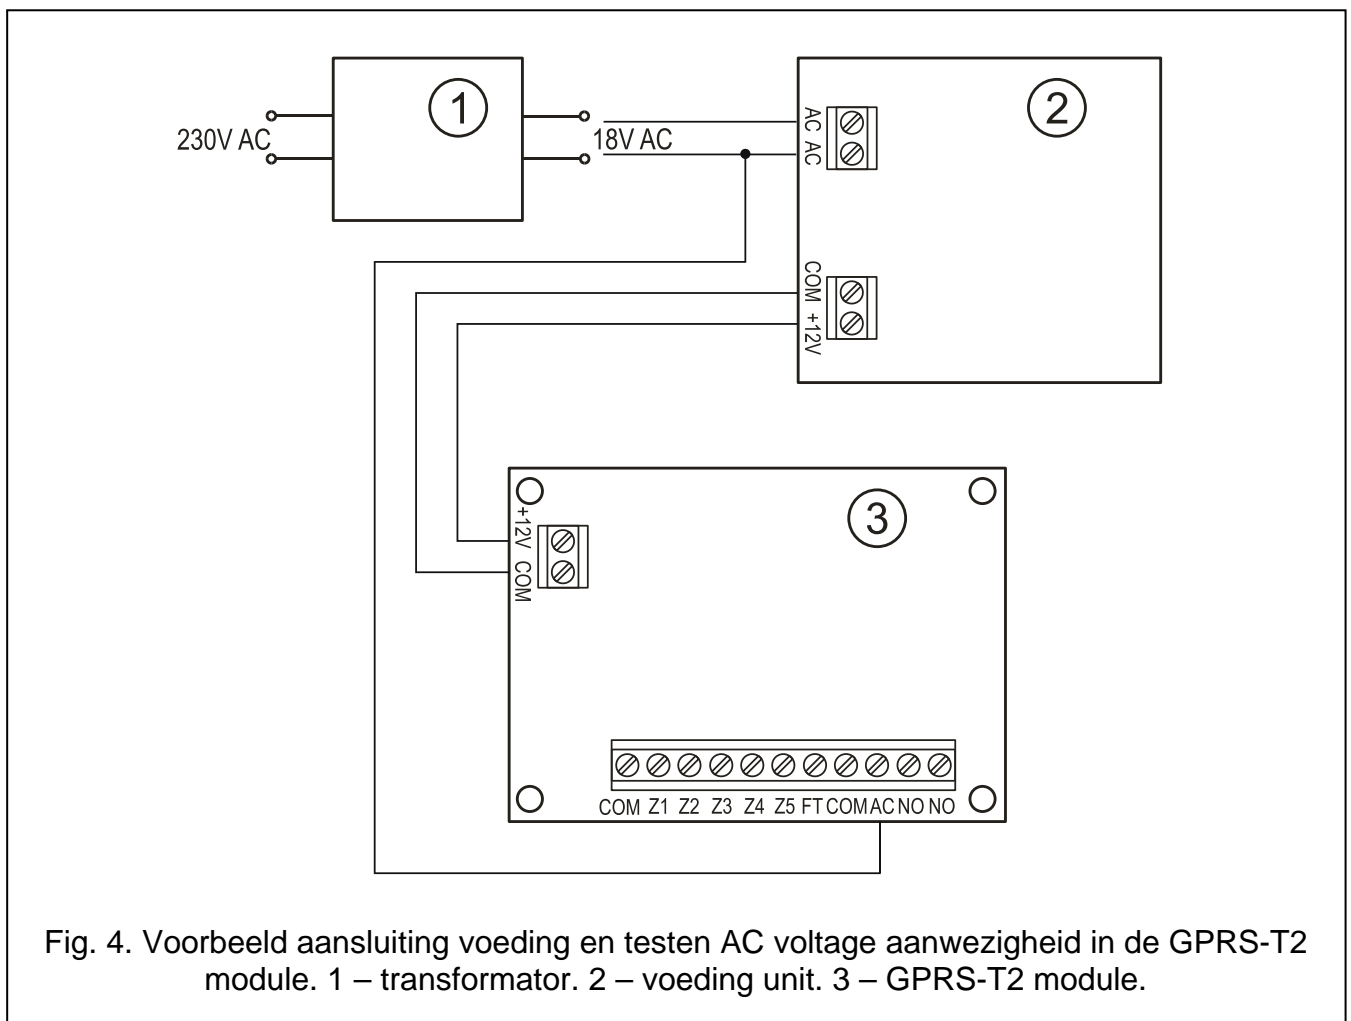 1
2
230V AC
18V AC
AC AC
COM +12V
3
+12V COM
COM Z1 Z2 Z3 Z4 Z5 FT COM AC NO NO
Fig. 4. Voorbeeld aansluiting voeding en testen AC voltage aanwezigheid in de GPRS-T2
module. 1 – transformator. 2 – voeding unit. 3 – GPRS-T2 module.